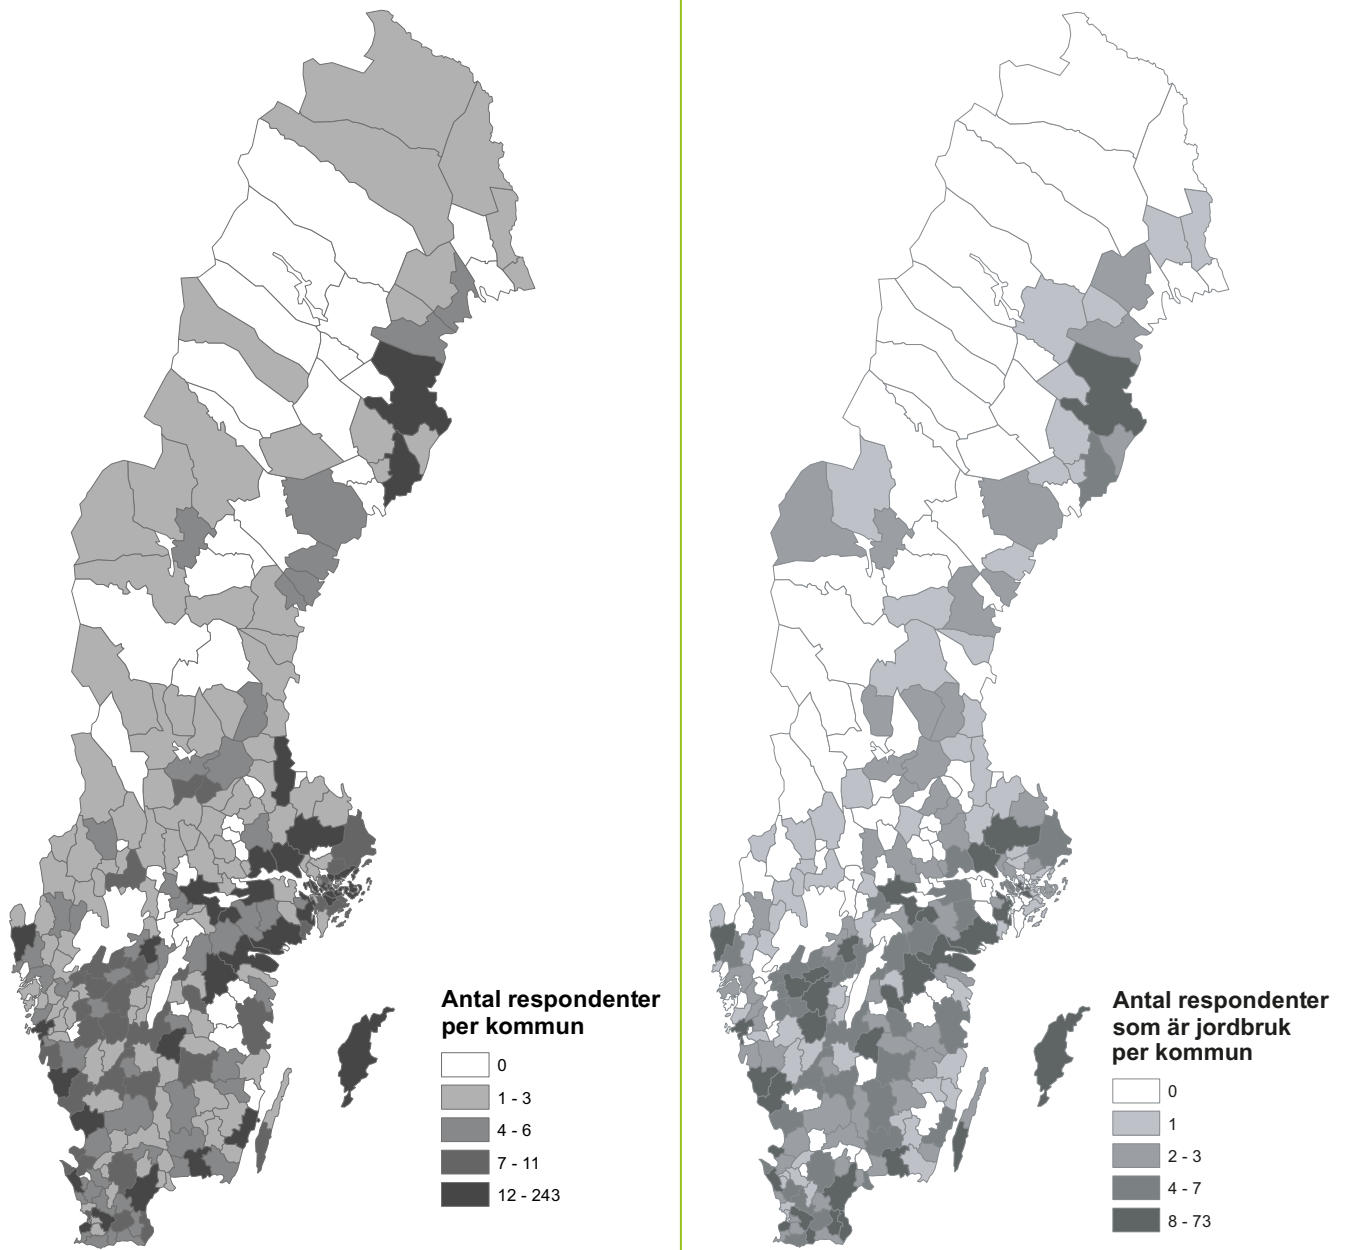 Antal respondenter
per kommun
0
1 - 3
4 - 6
7 - 11
12 - 243
Antal respondenter
som är jordbruk
per kommun
0
1
2 - 3
4 - 7
8 - 73